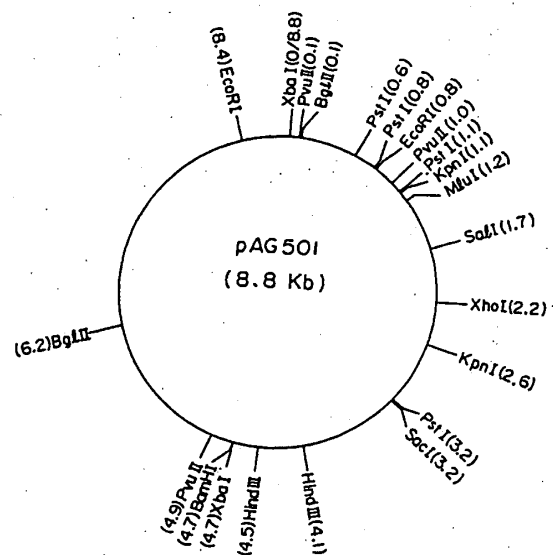 (8.4)EcoRI
XbaI(0/8.8)
PvuII(0.1)
BglII(0.1)
PstI(0.6)
PstI(0.8)
EcoRI(0.8)
PvuII(1.0)
PstI(1.1)
KpnI(1.1)
MluI(1.2)
SalI(1.7)
XhoI(2.2)
KpnI(2.6)
PstI(3.2)
SacI(3.2)
HindIII(4.1)
(4.5)HindIII
(4.7)XbaI
(4.7)BamHI
(4.9)PvuII
(6.2)BglII
pAG501
(8.8 Kb)